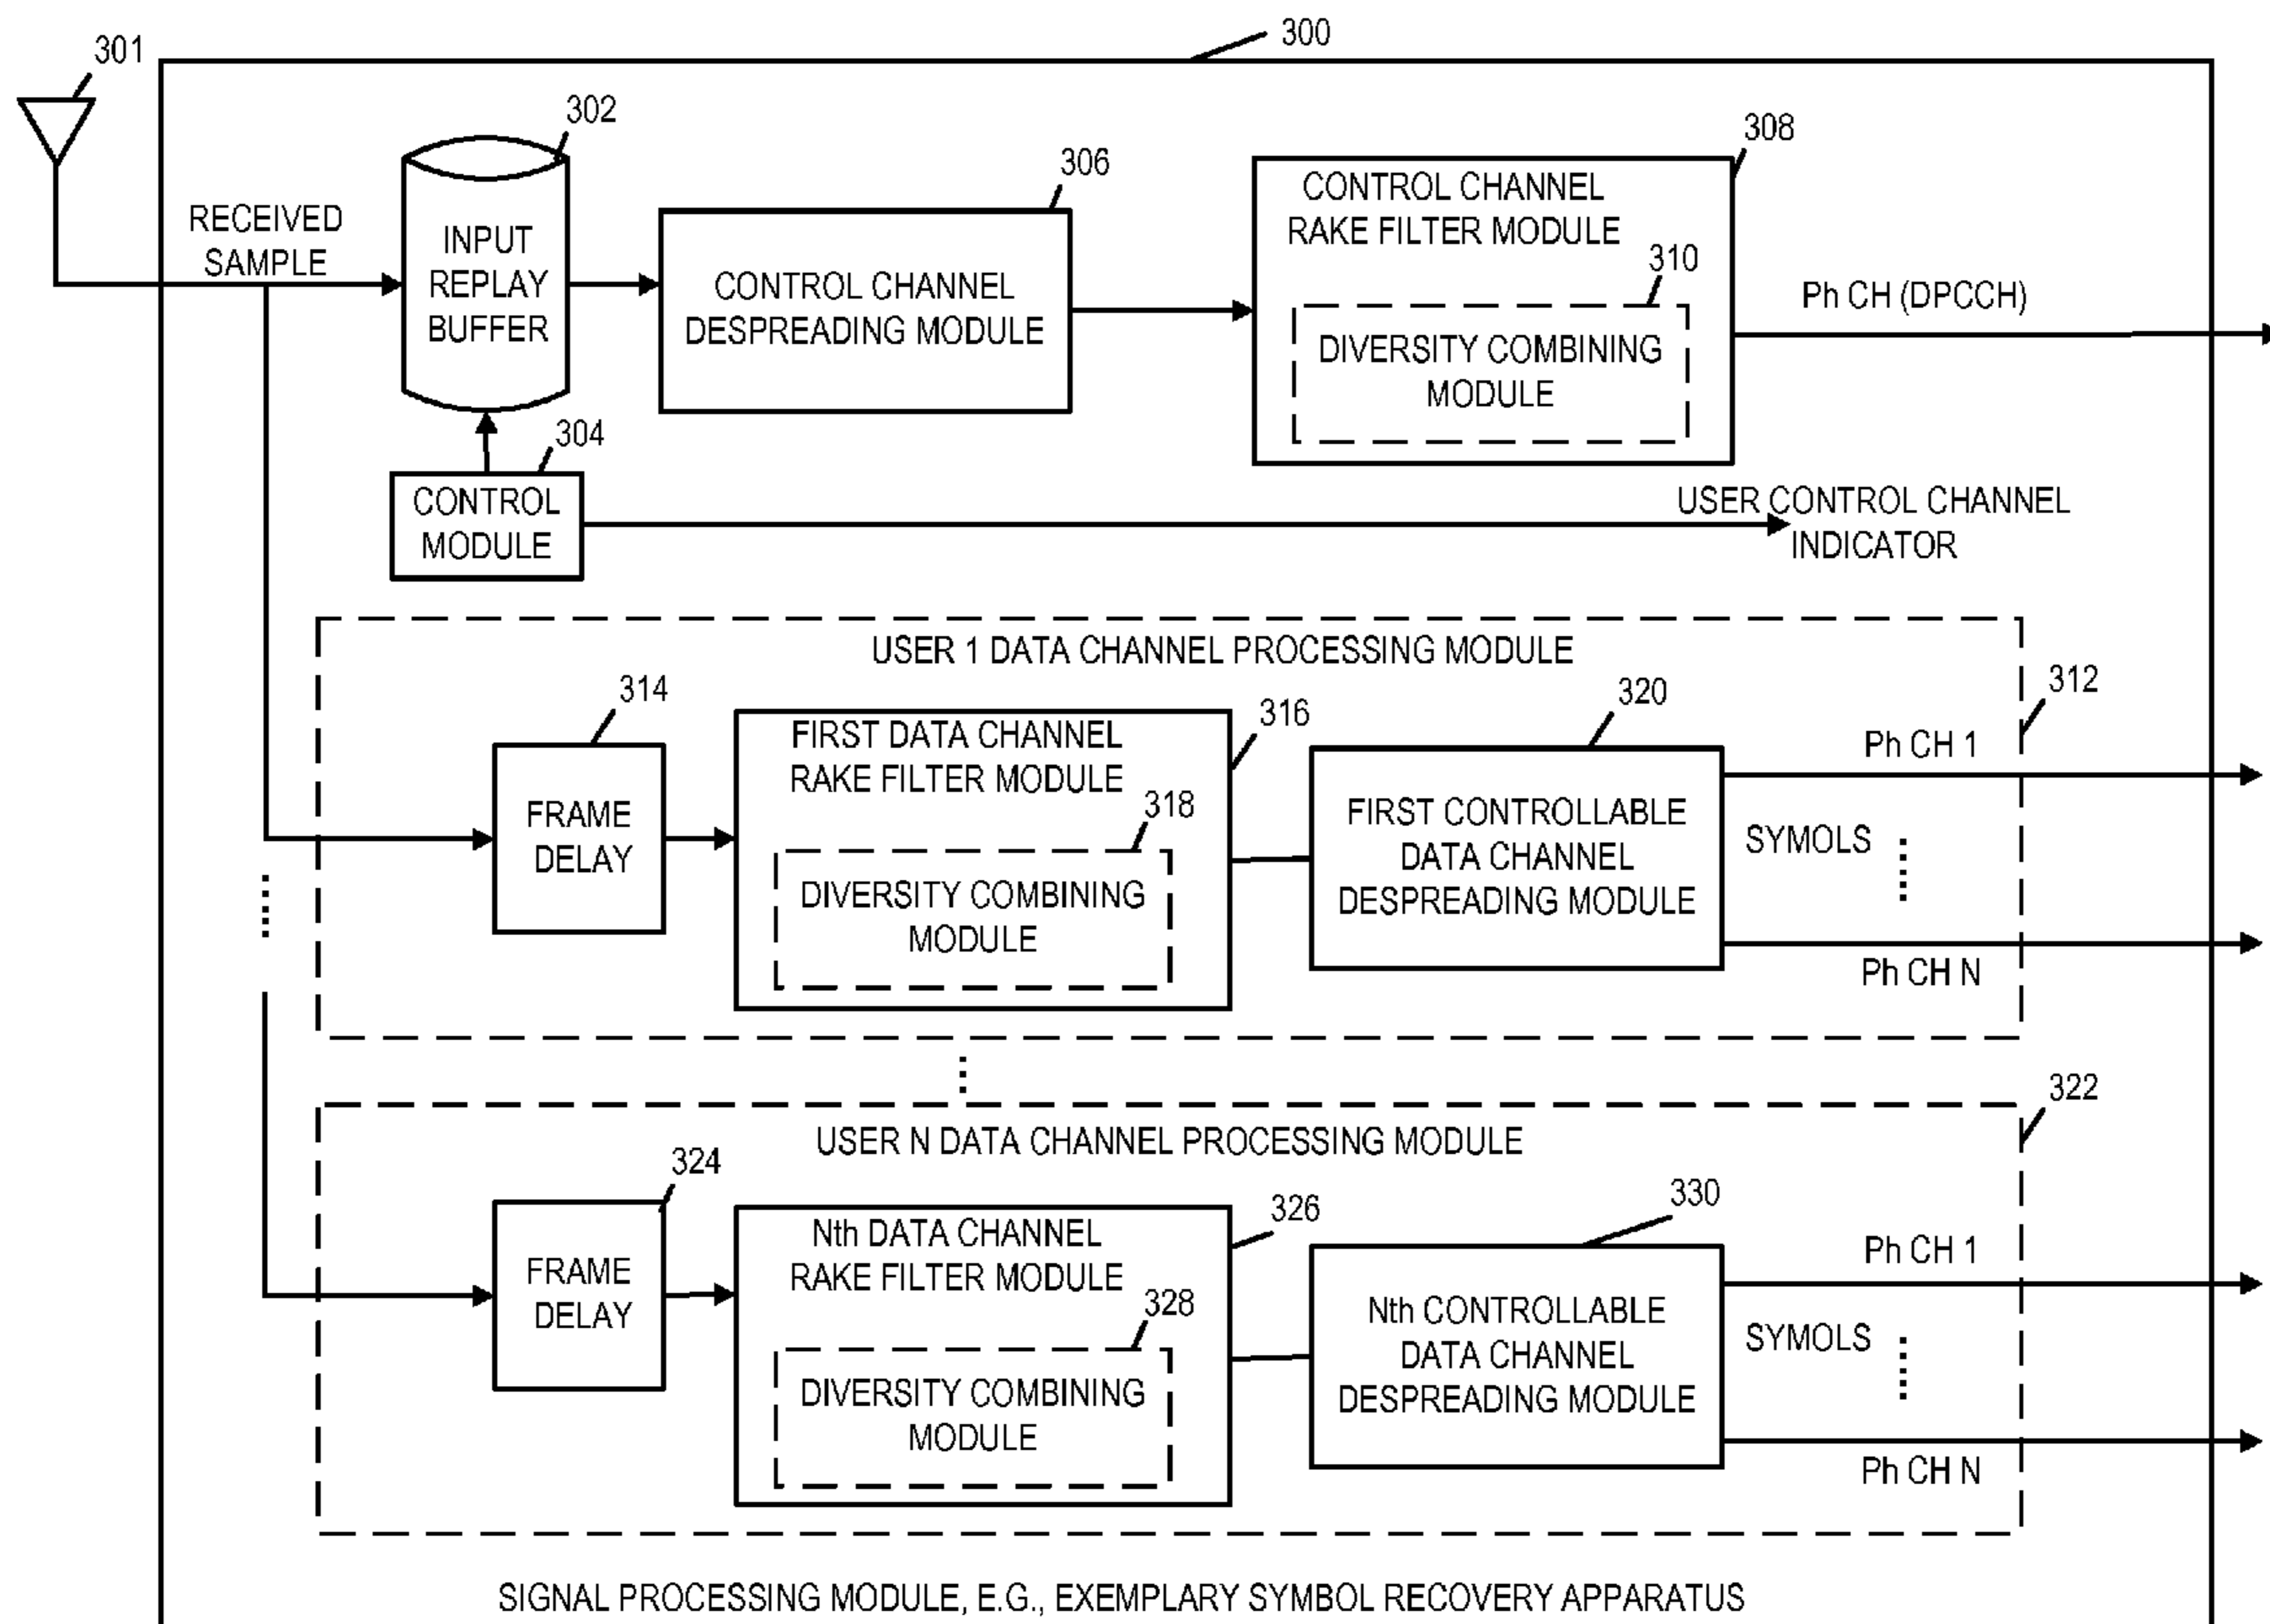 300
301
302
308
306
RECEIVED
SAMPLE
INPUT
REPLAY
BUFFER
CONTROL CHANNEL
DESPREADING MODULE
CONTROL CHANNEL
RAKE FILTER MODULE
310
DIVERSITY COMBINING
MODULE
Ph CH (DPCCH)
304
CONTROL
MODULE
USER CONTROL CHANNEL
INDICATOR
USER 1 DATA CHANNEL PROCESSING MODULE
312
314
FRAME
DELAY
316
FIRST DATA CHANNEL
RAKE FILTER MODULE
318
DIVERSITY COMBINING
MODULE
320
FIRST CONTROLLABLE
DATA CHANNEL
DESPREADING MODULE
Ph CH 1
SYMOLS
Ph CH N
322
USER N DATA CHANNEL PROCESSING MODULE
324
FRAME
DELAY
326
Nth DATA CHANNEL
RAKE FILTER MODULE
328
DIVERSITY COMBINING
MODULE
330
Nth CONTROLLABLE
DATA CHANNEL
DESPREADING MODULE
Ph CH 1
SYMOLS
Ph CH N
SIGNAL PROCESSING MODULE, E.G., EXEMPLARY SYMBOL RECOVERY APPARATUS